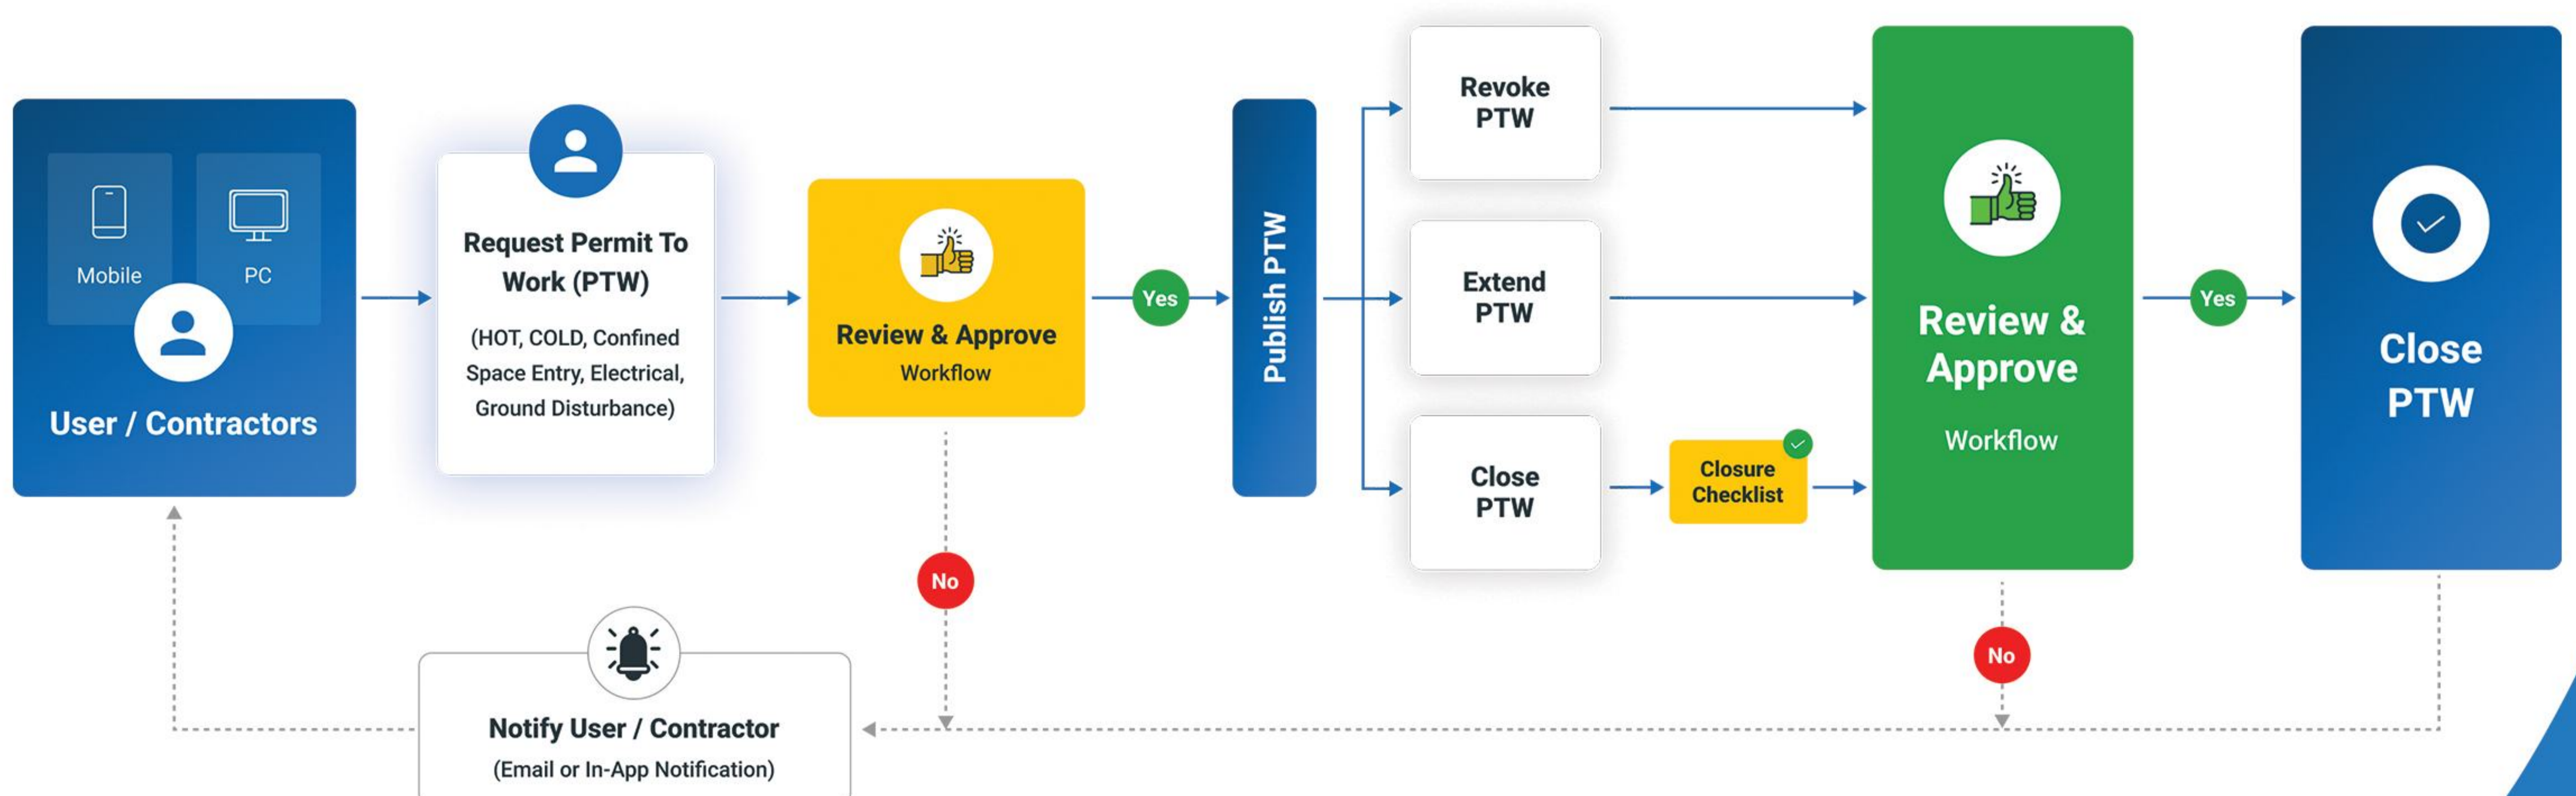 Mobile
PC
User / Contractors
Request Permit To
Work (PTW)
(HOT, COLD, Confined
Space Entry, Electrical,
Ground Disturbance)
Review & Approve
Workflow
Yes
No
Publish PTW
Revoke
PTW
Extend
PTW
Close
PTW
Closure
Checklist
Review &
Approve
Workflow
Yes
No
Close
PTW
Notify User / Contractor
(Email or In-App Notification)